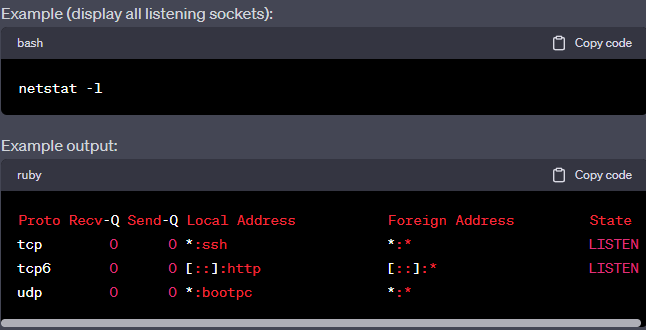 Example (display all listening sockets):
bash Copy code
netstat -l
Example output:
ruby Copy code
Proto Recv-Q Send-Q Local Address Foreign Address State
tcp 0 0 *:ssh *:* LISTEN
tcp6 0 0 [::]:http [::]:* LISTEN
udp 0 0 *:bootpc *:*